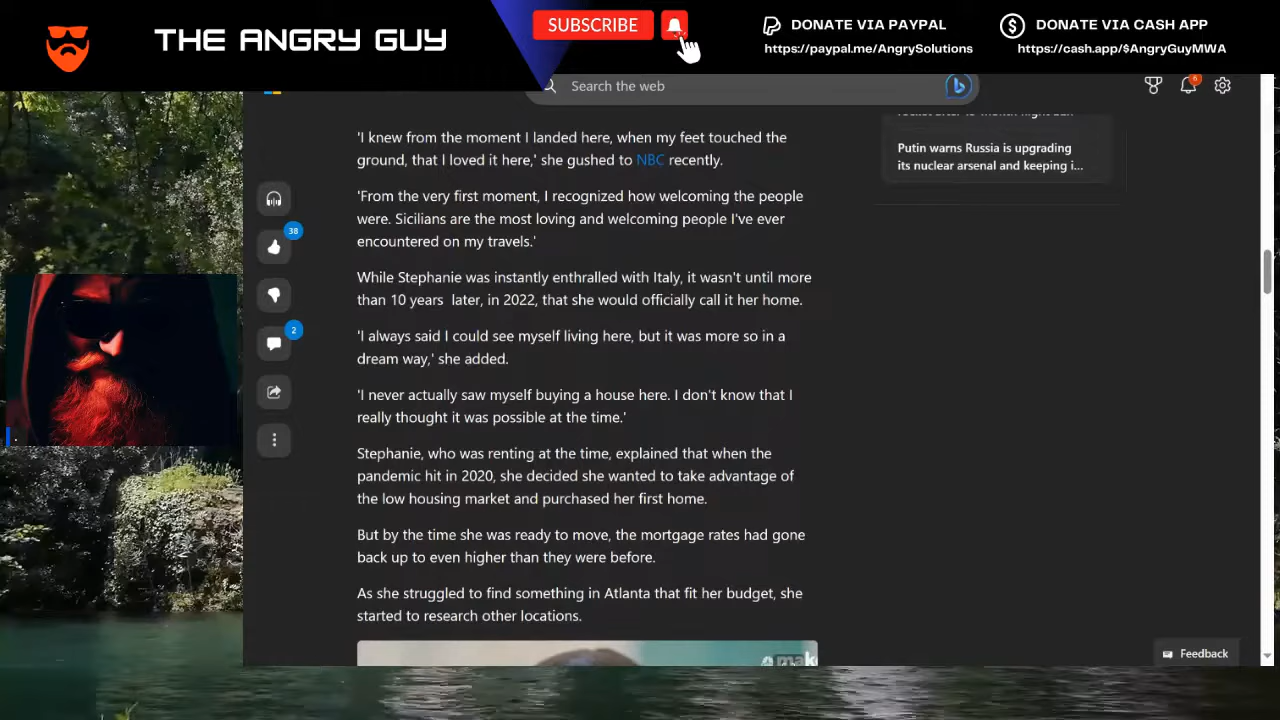 THE ANGRY GUY
SUBSCRIBE
DONATE VIA PAYPAL
https://paypal.me/AngrySolutions
DONATE VIA CASH APP
https://cash.app/$AngryGuyMWA
Search the web
6
'I knew from the moment I landed here, when my feet touched the
ground, that I loved it here,' she gushed to NBC recently.
'From the very first moment, I recognized how welcoming the people
were. Sicilians are the most loving and welcoming people I've ever
encountered on my travels.'
While Stephanie was instantly enthralled with Italy, it wasn't until more
than 10 years later, in 2022, that she would officially call it her home.
'I always said I could see myself living here, but it was more so in a
dream way,' she added.
'I never actually saw myself buying a house here. I don't know that I
really thought it was possible at the time.'
Stephanie, who was renting at the time, explained that when the
pandemic hit in 2020, she decided she wanted to take advantage of
the low housing market and purchased her first home.
But by the time she was ready to move, the mortgage rates had gone
back up to even higher than they were before.
As she struggled to find something in Atlanta that fit her budget, she
started to research other locations.
38
2
Putin warns Russia is upgrading
its nuclear arsenal and keeping i...
mak
Feedback